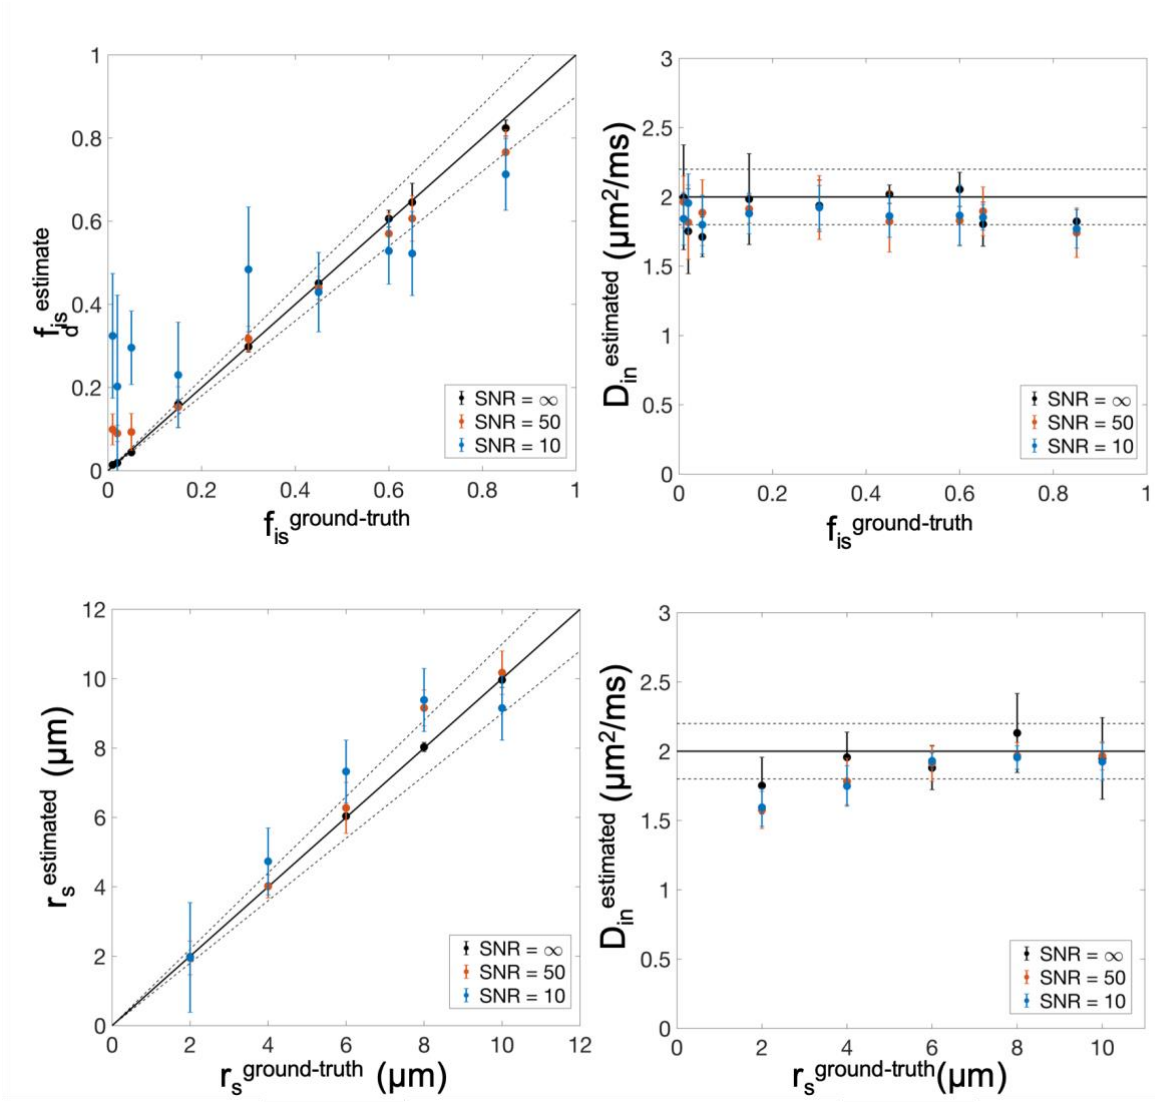 1
0.8
0.6
0.4
0.2
0
f_is^estimate
d
0 0.2 0.4 0.6 0.8 1
f_is^ground-truth
SNR = ∞
SNR = 50
SNR = 10
3
2.5
2
1.5
1
0.5
0
D_in^estimated (μm²/ms)
0 0.2 0.4 0.6 0.8 1
f_is^ground-truth
SNR = ∞
SNR = 50
SNR = 10
12
10
8
6
4
2
0
r_s^estimated (μm)
0 2 4 6 8 10 12
r_s^ground-truth (μm)
SNR = ∞
SNR = 50
SNR = 10
3
2.5
2
1.5
1
0.5
0
D_in^estimated (μm²/ms)
0 2 4 6 8 10
r_s^ground-truth(μm)
SNR = ∞
SNR = 50
SNR = 10